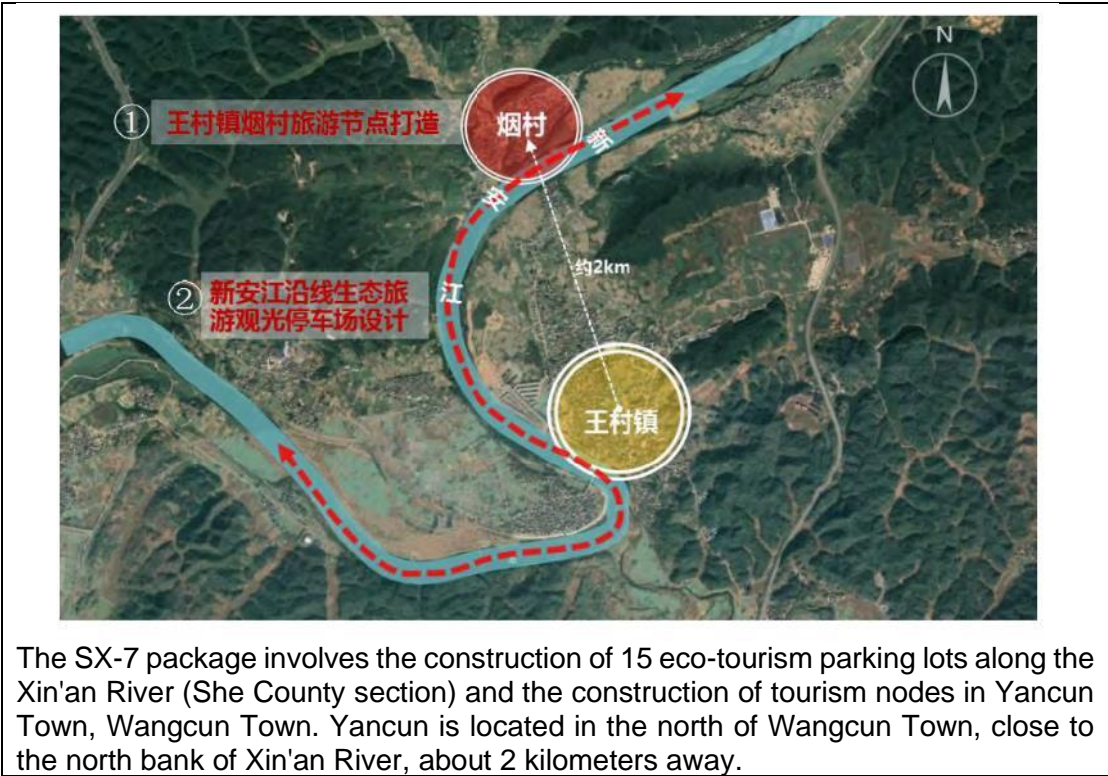 N
① 王村镇烟村旅游节点打造
烟村
新
安
江
约2km
② 新安江沿线生态旅
游观光停车场设计
王村镇
The SX-7 package involves the construction of 15 eco-tourism parking lots along the
Xin'an River (She County section) and the construction of tourism nodes in Yancun
Town, Wangcun Town. Yancun is located in the north of Wangcun Town, close to
the north bank of Xin'an River, about 2 kilometers away.